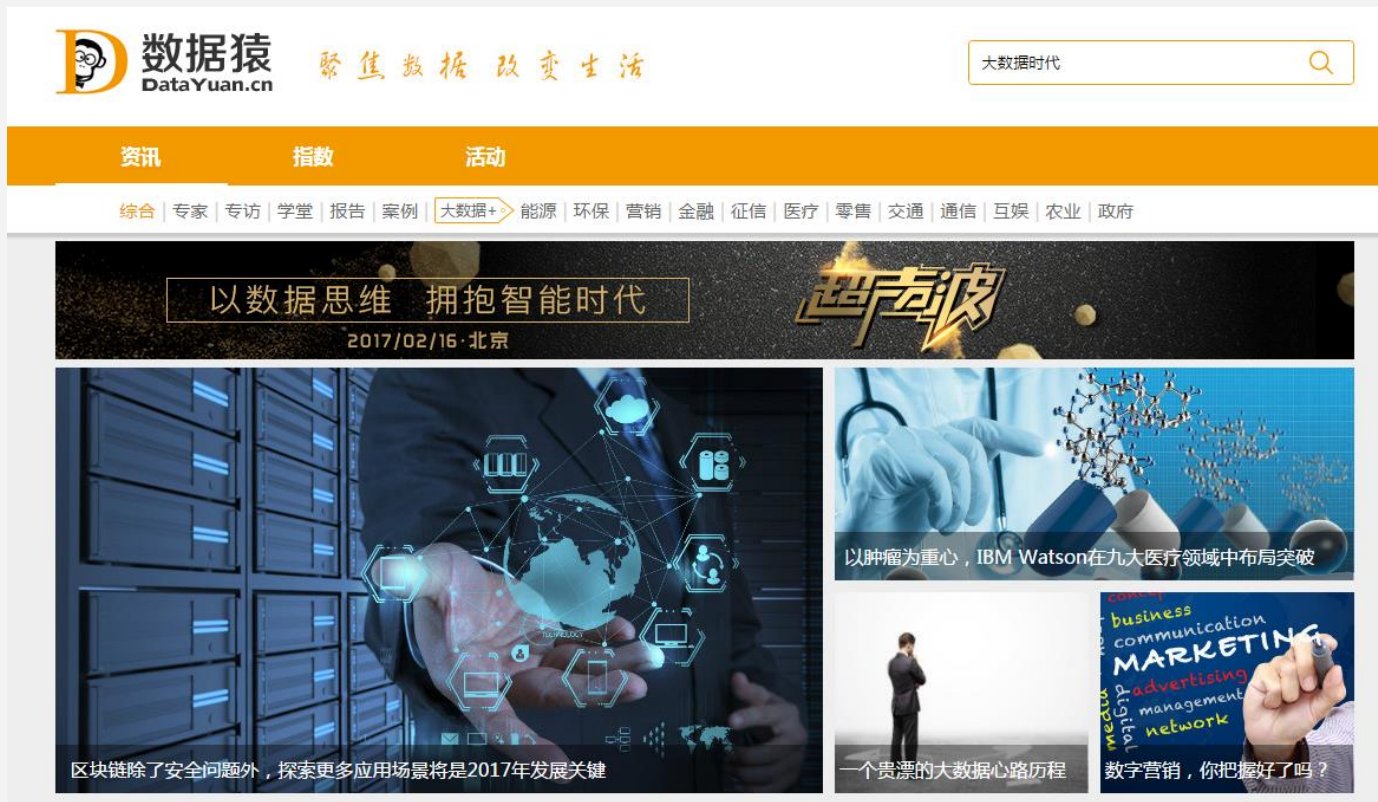 数据猿
DataYuan.cn
聚焦数据 改变生活
大数据时代
资讯 指数 活动
综合 | 专家 | 专访 | 学堂 | 报告 | 案例 | 大数据+ 能源 | 环保 | 营销 | 金融 | 征信 | 医疗 | 零售 | 交通 | 通信 | 互娱 | 农业 | 政府
以数据思维 拥抱智能时代
2017/02/16·北京
超声波
TECHNOLOGY
区块链除了安全问题外，探索更多应用场景将是2017年发展关键
以肿瘤为重心，IBM Watson在九大医疗领域中布局突破
一个贵漂的大数据心路历程
concept
business
communication
MARKETING
advertising
management
network
media
digital
数字营销，你把握好了吗？